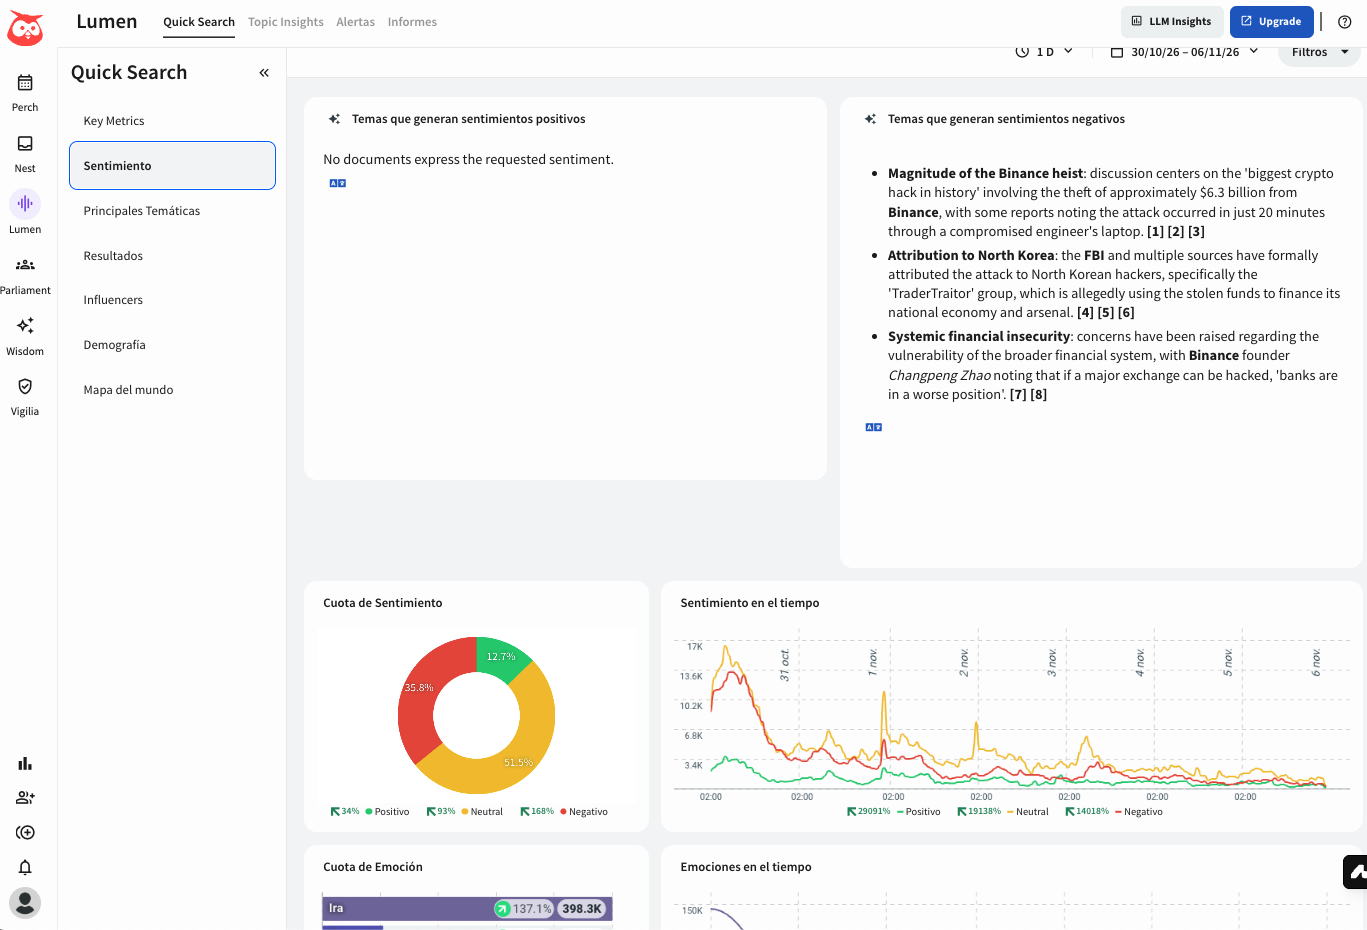 Lumen
Quick Search
Topic Insights
Alertas
Informes
LLM Insights
Upgrade
Perch
Nest
Lumen
Parliament
Wisdom
Vigilia
Quick Search
Key Metrics
Sentimiento
Principales Temáticas
Resultados
Influencers
Demografía
Mapa del mundo
1 D
30/10/26 – 06/11/26
Filtros
Temas que generan sentimientos positivos
No documents express the requested sentiment.
Temas que generan sentimientos negativos
• Magnitude of the Binance heist: discussion centers on the 'biggest crypto
hack in history' involving the theft of approximately $6.3 billion from
Binance, with some reports noting the attack occurred in just 20 minutes
through a compromised engineer's laptop. [1] [2] [3]
• Attribution to North Korea: the FBI and multiple sources have formally
attributed the attack to North Korean hackers, specifically the
'TraderTraitor' group, which is allegedly using the stolen funds to finance its
national economy and arsenal. [4] [5] [6]
• Systemic financial insecurity: concerns have been raised regarding the
vulnerability of the broader financial system, with Binance founder
Changpeng Zhao noting that if a major exchange can be hacked, 'banks are
in a worse position'. [7] [8]
Cuota de Sentimiento
12.7%
35.8%
51.5%
34% Positivo 93% Neutral 168% Negativo
Sentimiento en el tiempo
17K
13.6K
10.2K
6.8K
3.4K
31 oct.
1 nov.
2 nov.
3 nov.
4 nov.
5 nov.
6 nov.
02:00 02:00 02:00 02:00 02:00 02:00 02:00
29091% Positivo 19138% Neutral 14018% Negativo
Cuota de Emoción
Ira 137.1% 398.3K
Emociones en el tiempo
150K